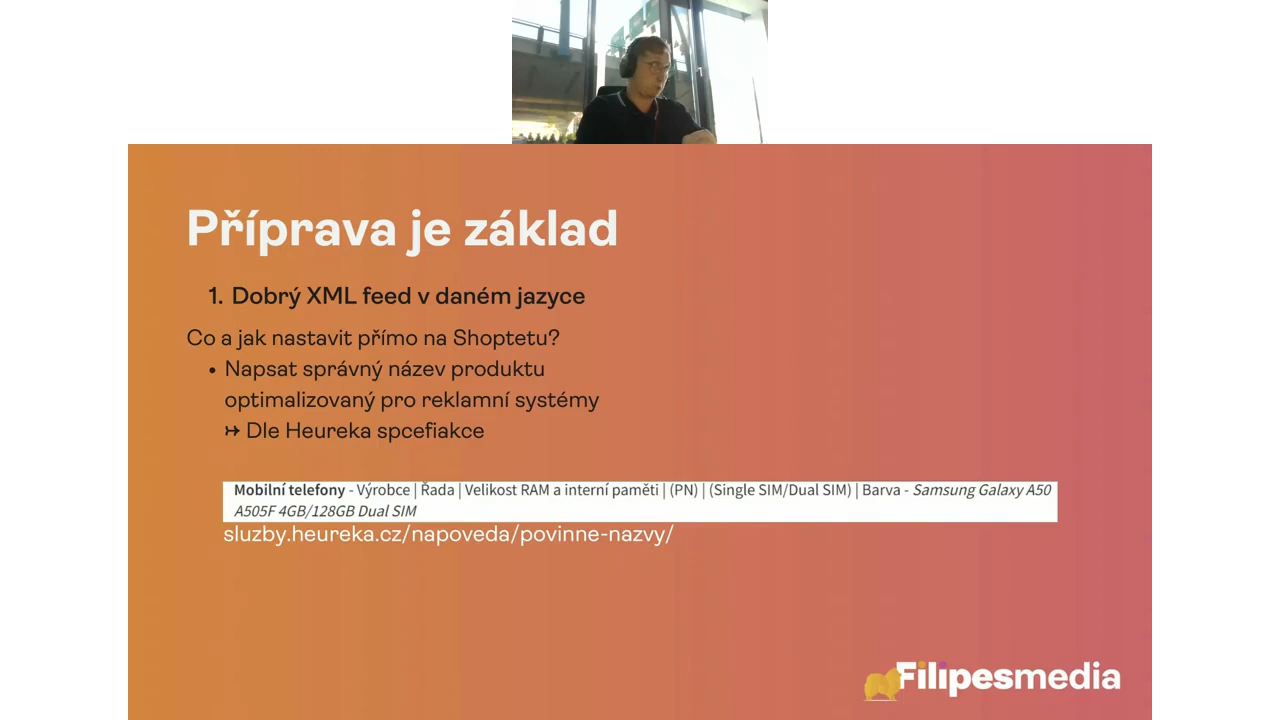 Příprava je základ
1. Dobrý XML feed v daném jazyce
Co a jak nastavit přímo na Shoptetu?
• Napsat správný název produktu
optimalizovaný pro reklamní systémy
↦ Dle Heureka spcefiakce
Mobilní telefony - Výrobce | Řada | Velikost RAM a interní paměti | (PN) | (Single SIM/Dual SIM) | Barva - Samsung Galaxy A50
A505F 4GB/128GB Dual SIM
sluzby.heureka.cz/napoveda/povinne-nazvy/
Filipesmedia